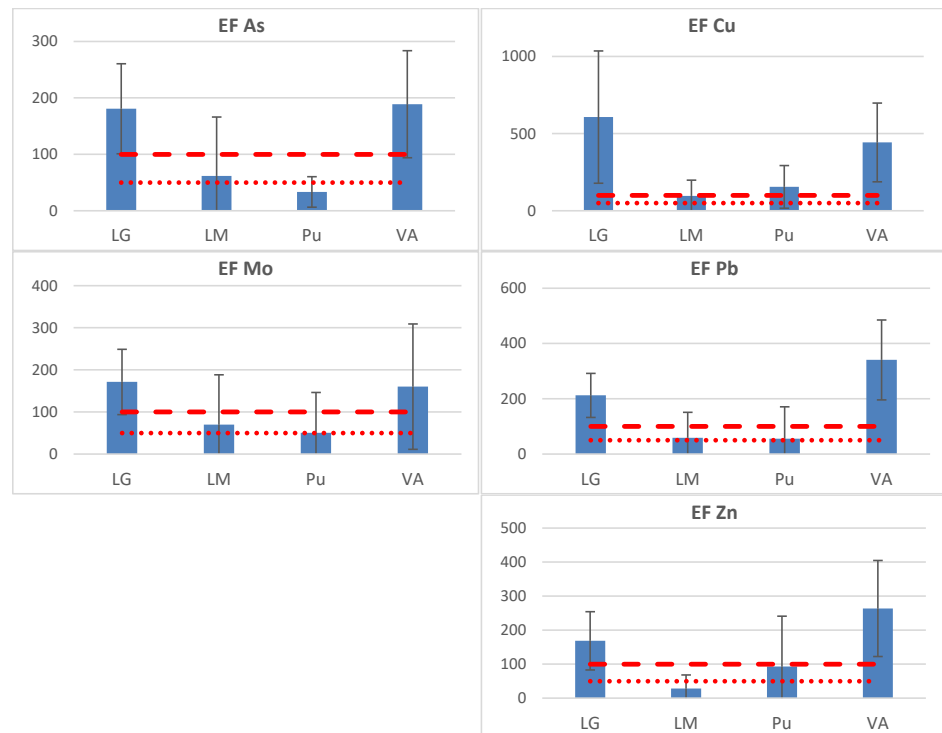 EF As
300
200
100
0
LG LM Pu VA
EF Cu
1000
500
0
LG LM Pu VA
EF Mo
400
300
200
100
0
LG LM Pu VA
EF Pb
600
400
200
0
LG LM Pu VA
EF Zn
500
400
300
200
100
0
LG LM Pu VA